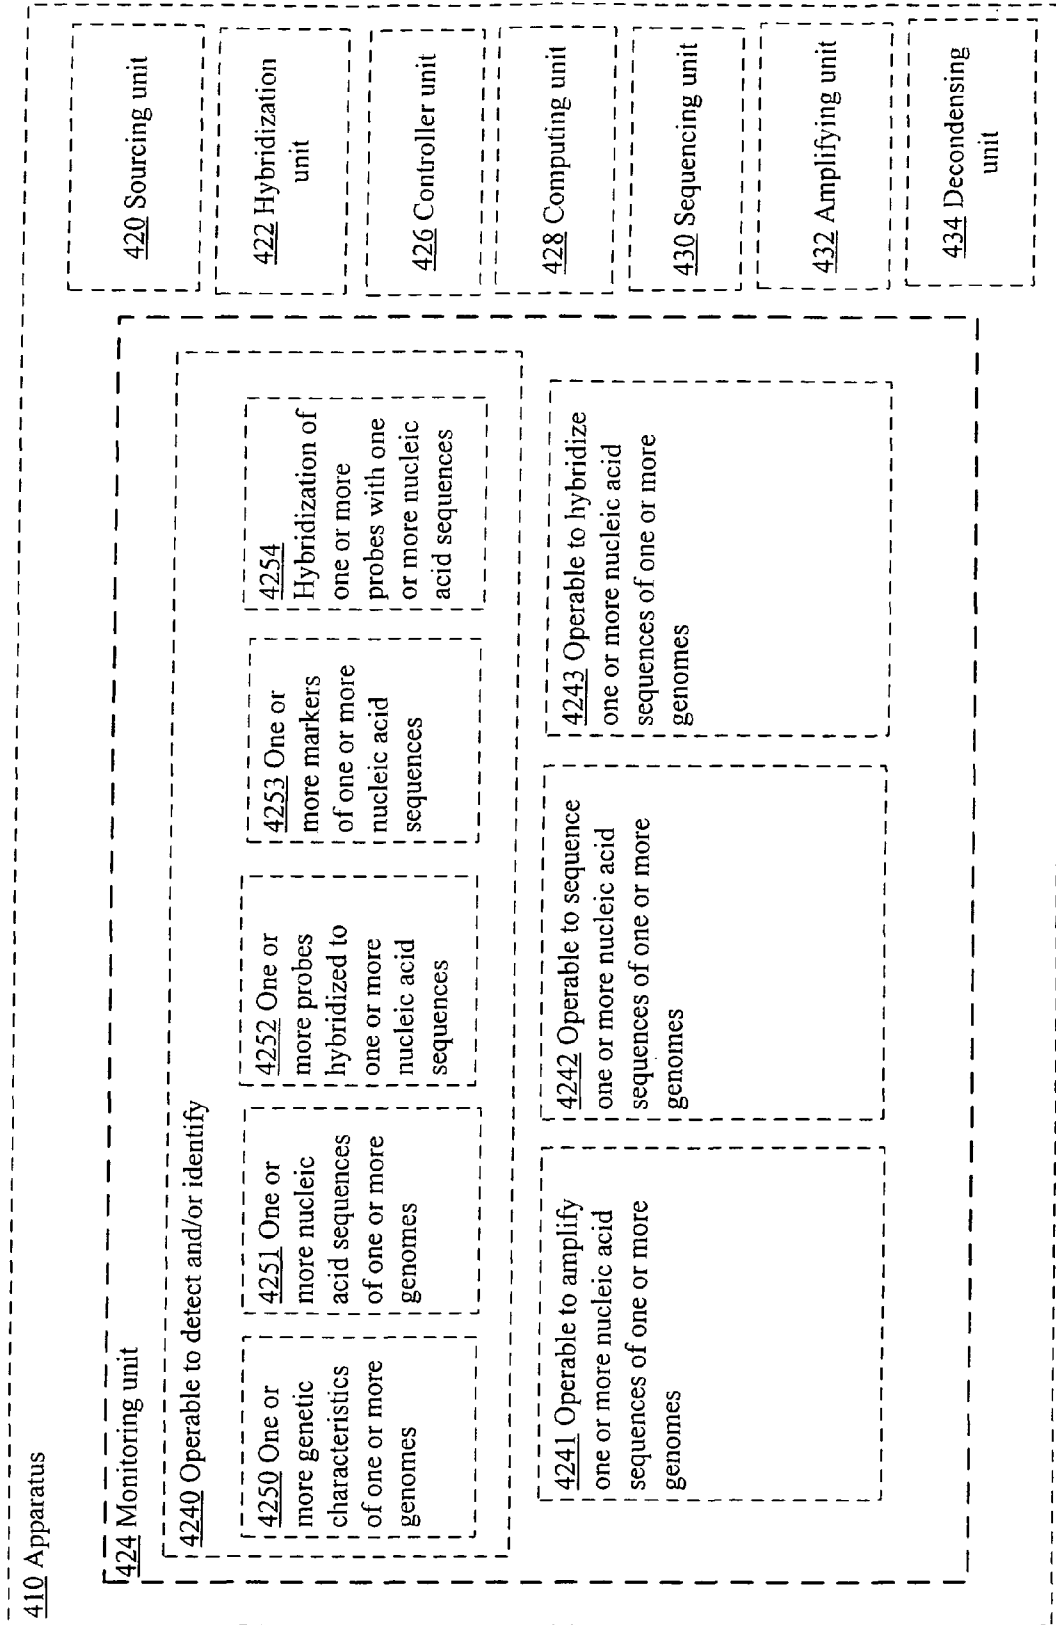 410 Apparatus
424 Monitoring unit
4240 Operable to detect and/or identify
4250 One or
more genetic
characteristics
of one or more
genomes
4251 One or
more nucleic
acid sequences
of one or more
genomes
4252 One or
more probes
hybridized to
one or more
nucleic acid
sequences
4253 One or
more markers
of one or more
nucleic acid
sequences
4254
Hybridization of
one or more
probes with one
or more nucleic
acid sequences
4241 Operable to amplify
one or more nucleic acid
sequences of one or more
genomes
4242 Operable to sequence
one or more nucleic acid
sequences of one or more
genomes
4243 Operable to hybridize
one or more nucleic acid
sequences of one or more
genomes
420 Sourcing unit
422 Hybridization
unit
426 Controller unit
428 Computing unit
430 Sequencing unit
432 Amplifying unit
434 Decondensing
unit